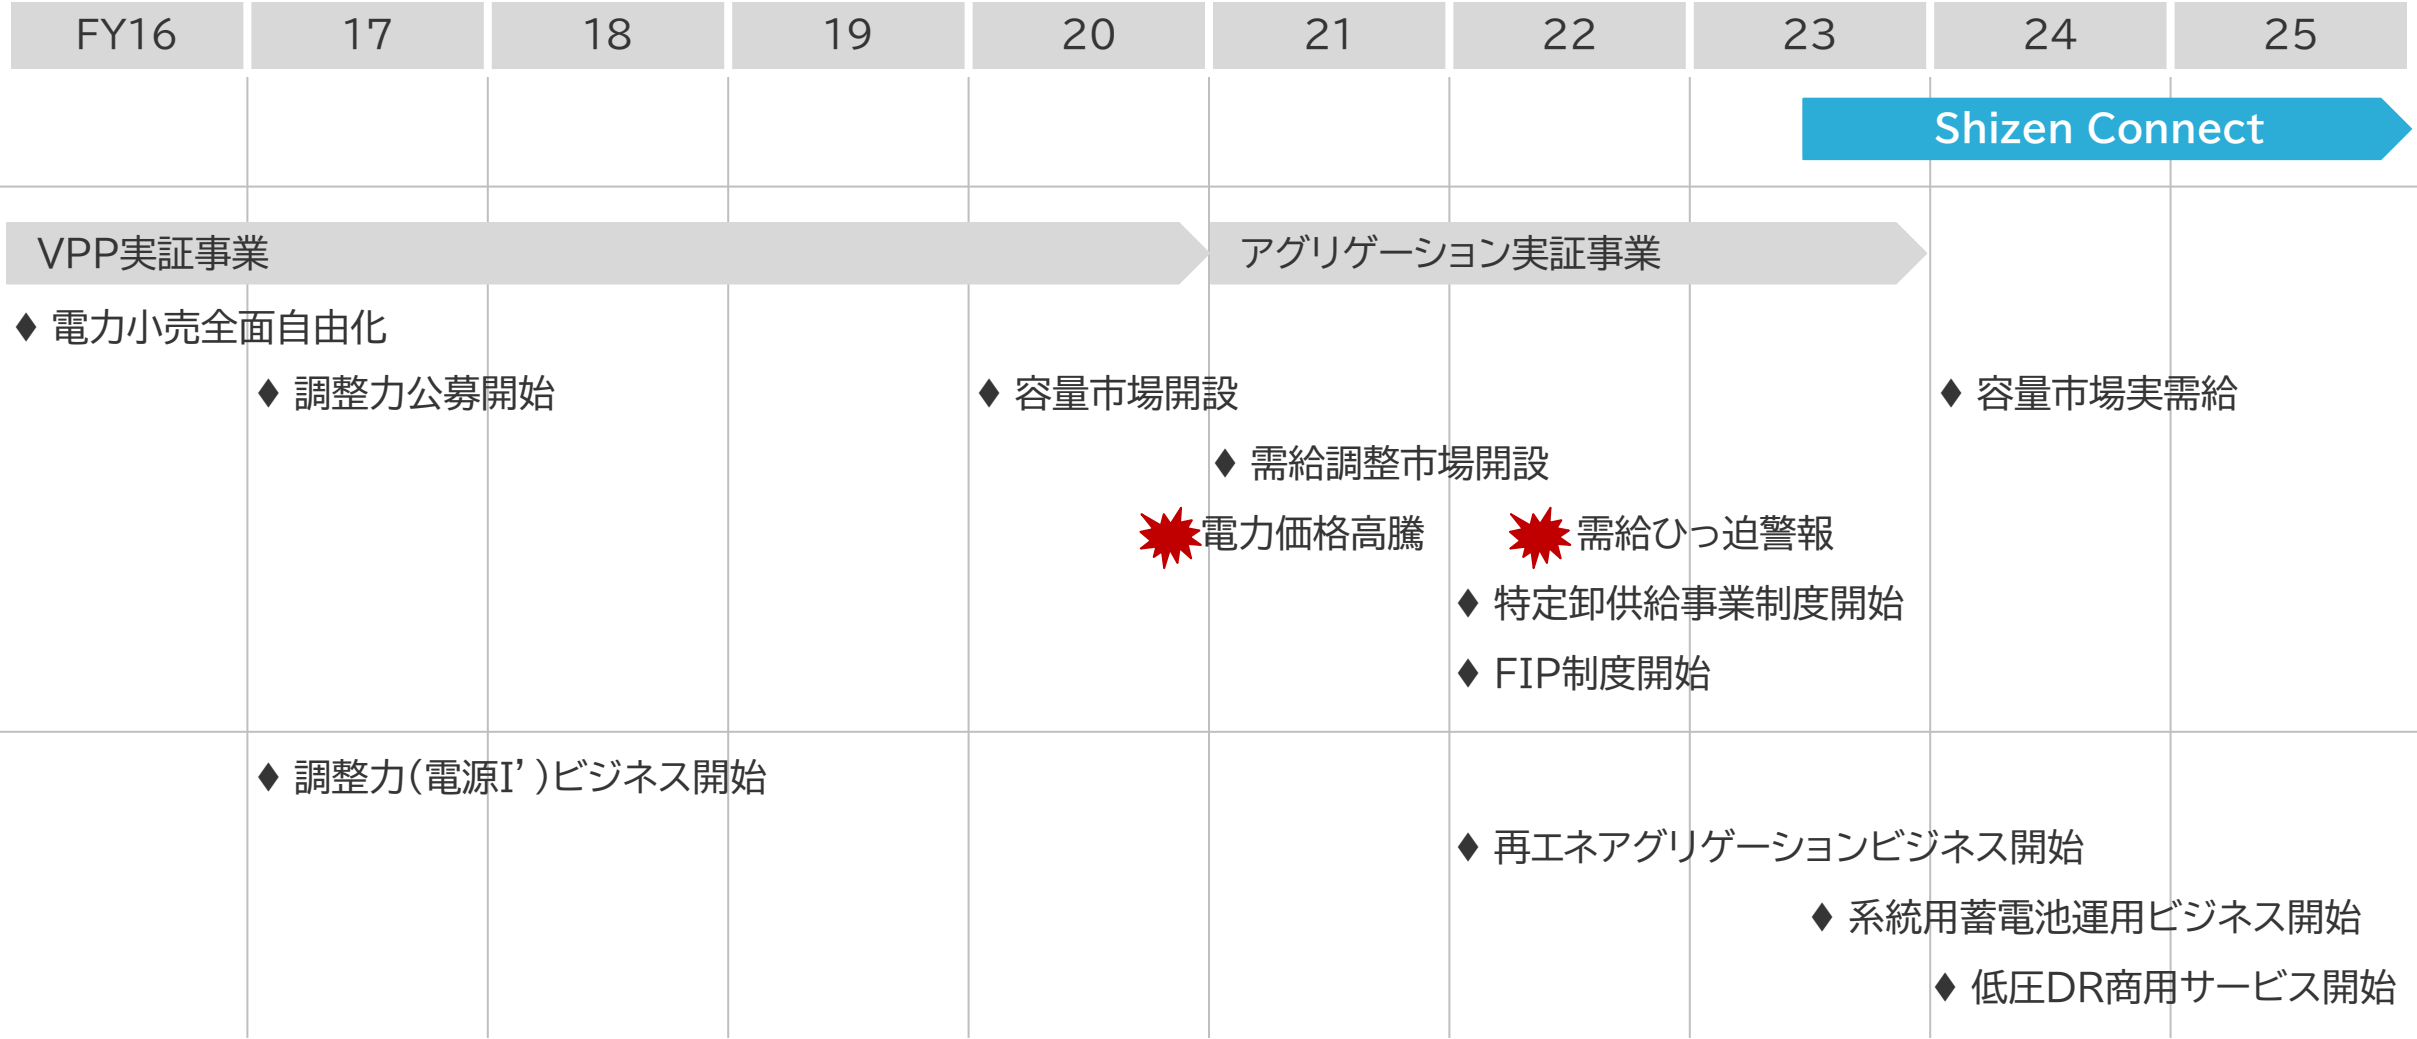 FY16 17 18 19 20 21 22 23 24 25
Shizen Connect
VPP実証事業 アグリゲーション実証事業
♦ 電力小売全面自由化
♦ 調整力公募開始 ♦ 容量市場開設 ♦ 容量市場実需給
♦ 需給調整市場開設
電力価格高騰 需給ひっ迫警報
♦ 特定卸供給事業制度開始
♦ FIP制度開始
♦ 調整力(電源I’)ビジネス開始
♦ 再エネアグリゲーションビジネス開始
♦ 系統用蓄電池運用ビジネス開始
♦ 低圧DR商用サービス開始